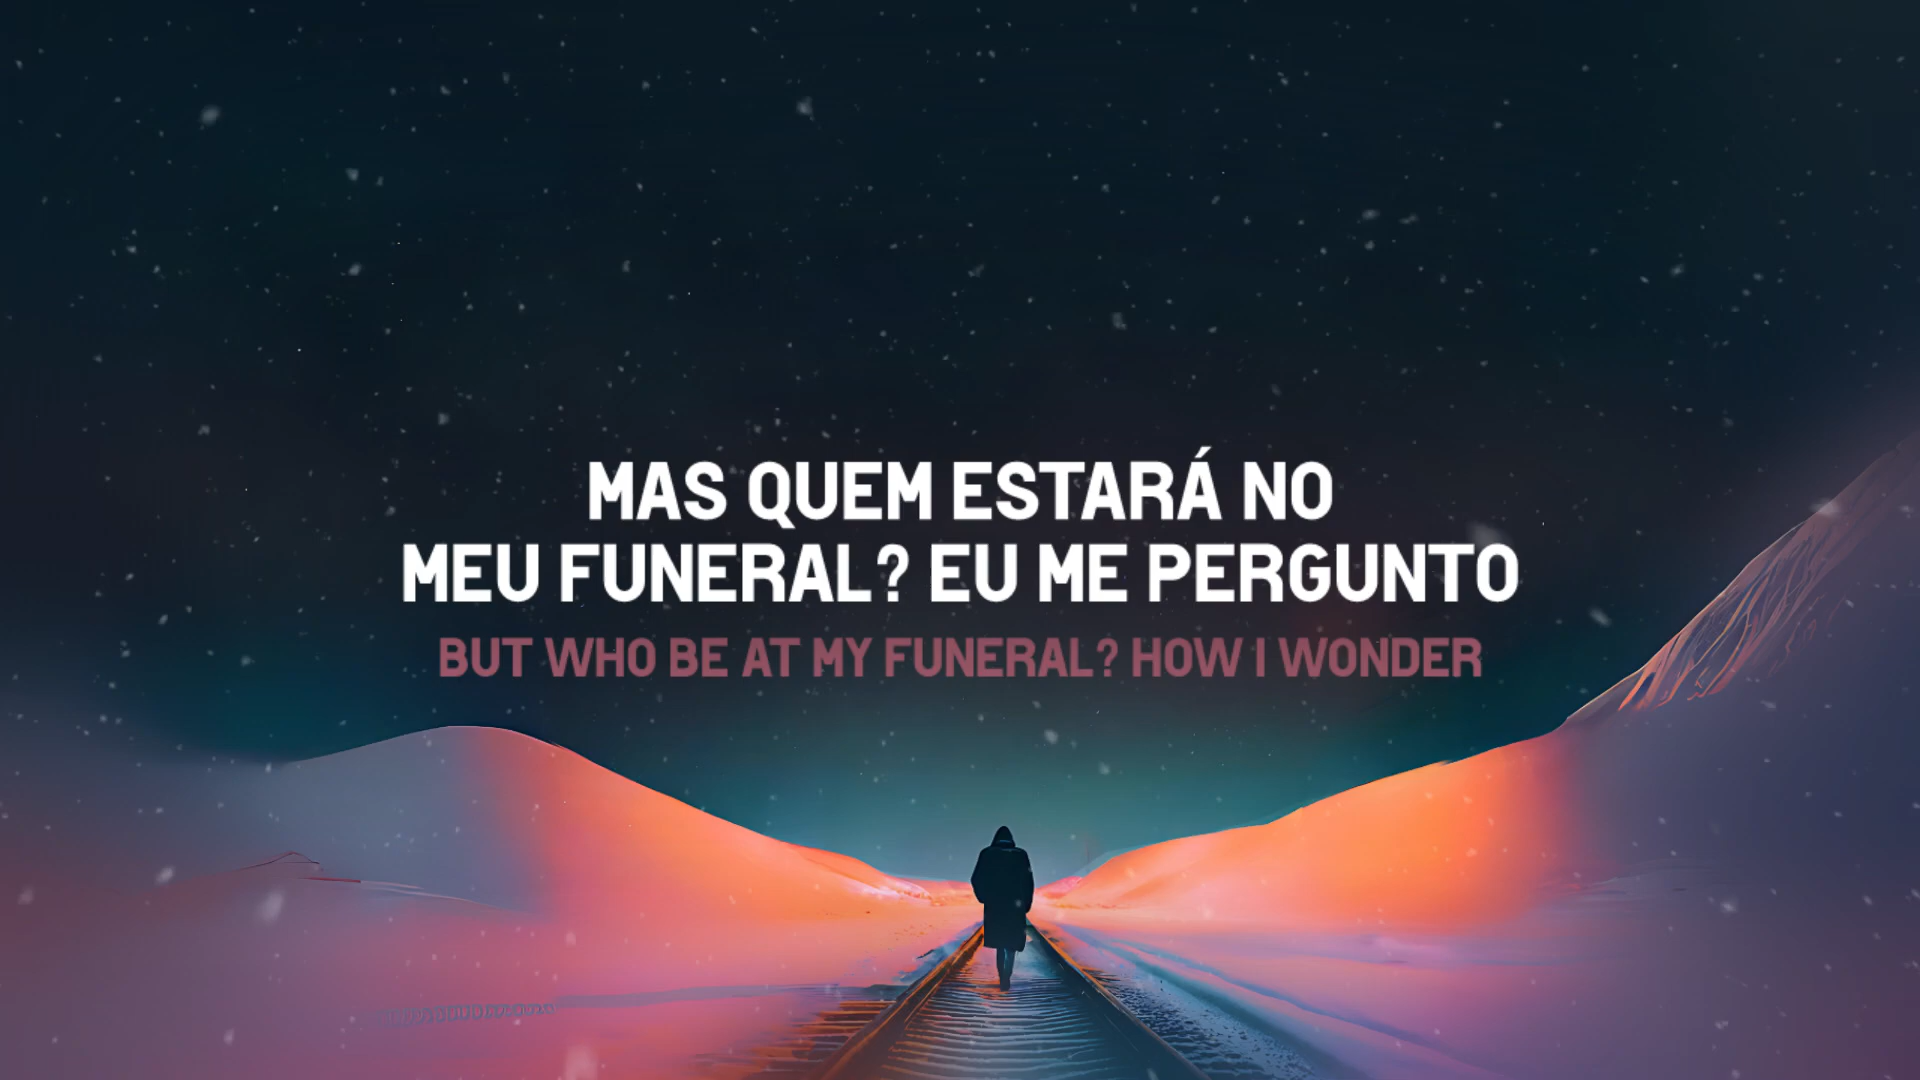 MAS QUEM ESTARÁ NO
MEU FUNERAL? EU ME PERGUNTO
BUT WHO BE AT MY FUNERAL? HOW I WONDER